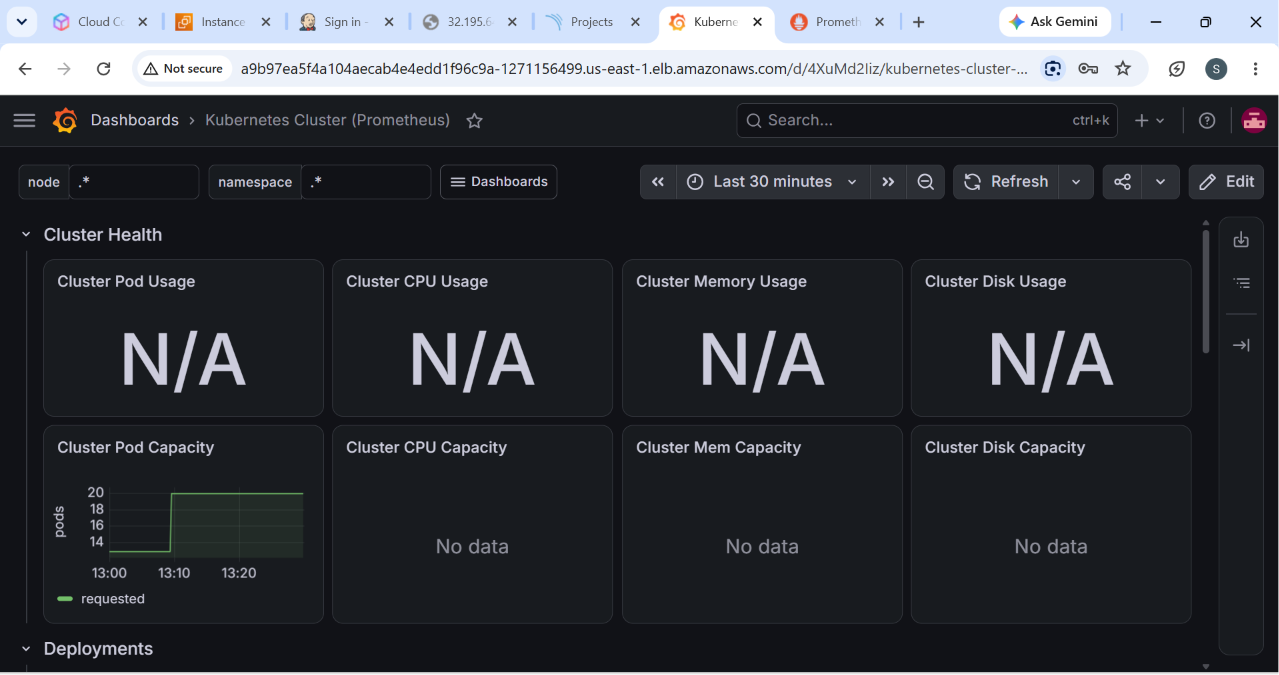 Cloud C
Instance
Sign in -
32.195.6
Projects
Kuberne
Prometh
Ask Gemini
Not secure
a9b97ea5f4a104aecab4e4edd1f96c9a-1271156499.us-east-1.elb.amazonaws.com/d/4XuMd2Iiz/kubernetes-cluster-...
S
Dashboards › Kubernetes Cluster (Prometheus)
Search...
ctrl+k
node .*
namespace .*
Dashboards
Last 30 minutes
Refresh
Edit
Cluster Health
Cluster Pod Usage
N/A
Cluster CPU Usage
N/A
Cluster Memory Usage
N/A
Cluster Disk Usage
N/A
Cluster Pod Capacity
pods
20
18
16
14
13:00 13:10 13:20
requested
Cluster CPU Capacity
No data
Cluster Mem Capacity
No data
Cluster Disk Capacity
No data
Deployments